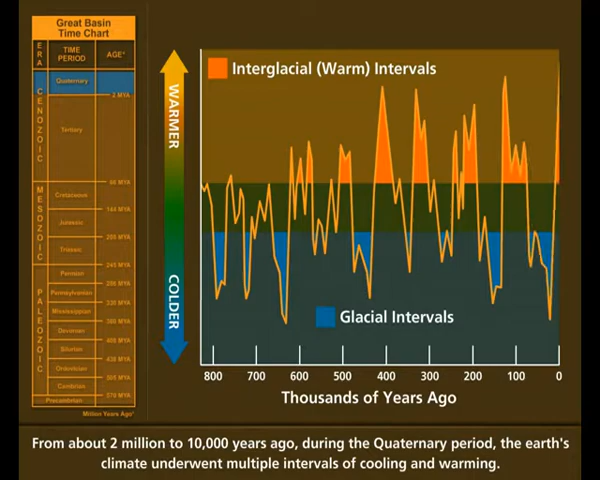 Great Basin
Time Chart
ERA
TIME PERIOD
AGE*
CENOZOIC
Quaternary
2 MYA
Tertiary
66 MYA
MESOZOIC
Cretaceous
144 MYA
Jurassic
208 MYA
Triassic
245 MYA
PALEOZOIC
Permian
286 MYA
Pennsylvanian
320 MYA
Mississippian
360 MYA
Devonian
408 MYA
Silurian
438 MYA
Ordovician
505 MYA
Cambrian
570 MYA
Precambrian
Million Years Ago*
WARMER
COLDER
Interglacial (Warm) Intervals
Glacial Intervals
800 700 600 500 400 300 200 100 0
Thousands of Years Ago
From about 2 million to 10,000 years ago, during the Quaternary period, the earth's
climate underwent multiple intervals of cooling and warming.